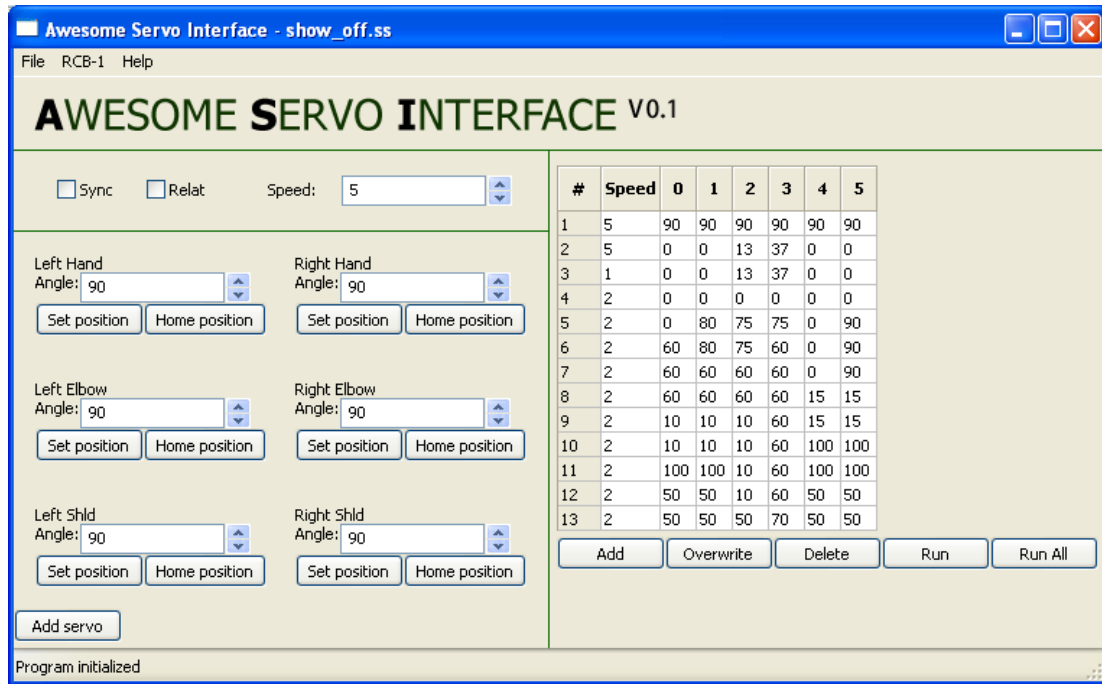 Awesome Servo Interface - show_off.ss
File RCB-1 Help
AWESOME SERVO INTERFACE V0.1
Sync Relat Speed: 5
Left Hand
Angle: 90
Set position Home position
Right Hand
Angle: 90
Set position Home position
Left Elbow
Angle: 90
Set position Home position
Right Elbow
Angle: 90
Set position Home position
Left Shld
Angle: 90
Set position Home position
Right Shld
Angle: 90
Set position Home position
Add servo
# Speed 0 1 2 3 4 5
1 5 90 90 90 90 90 90
2 5 0 0 13 37 0 0
3 1 0 0 13 37 0 0
4 2 0 0 0 0 0 0
5 2 0 80 75 75 0 90
6 2 60 80 75 60 0 90
7 2 60 60 60 60 0 90
8 2 60 60 60 60 15 15
9 2 10 10 10 60 15 15
10 2 10 10 10 60 100 100
11 2 100 100 10 60 100 100
12 2 50 50 10 60 50 50
13 2 50 50 50 70 50 50
Add Overwrite Delete Run Run All
Program initialized